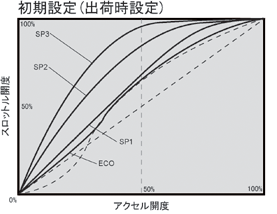 初期設定(出荷時設定)
100%
SP3
SP2
50%
スロットル開度
SP1
ECO
0%
50%
100%
アクセル開度